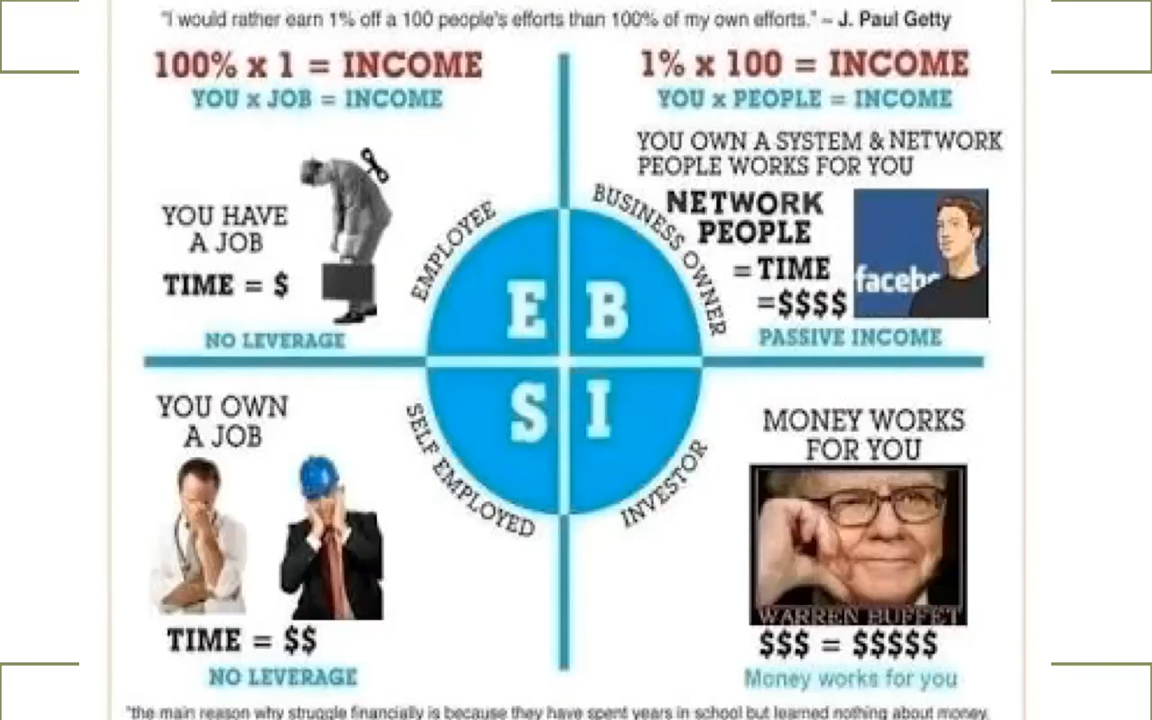 "I would rather earn 1% off a 100 people's efforts than 100% of my own efforts." ~ J. Paul Getty
100% x 1 = INCOME
YOU x JOB = INCOME
1% x 100 = INCOME
YOU x PEOPLE = INCOME
YOU OWN A SYSTEM & NETWORK
PEOPLE WORKS FOR YOU
YOU HAVE
A JOB
TIME = $
NO LEVERAGE
EMPLOYEE
BUSINESS OWNER
NETWORK
PEOPLE
= TIME
=$$$$
facebo
PASSIVE INCOME
E B
S I
YOU OWN
A JOB
TIME = $$
NO LEVERAGE
SELF EMPLOYED
INVESTOR
MONEY WORKS
FOR YOU
WARREN BUFFET
$$$ = $$$$$
Money works for you
"the main reason why struggle financially is because they have spent years in school but learned nothing about money.